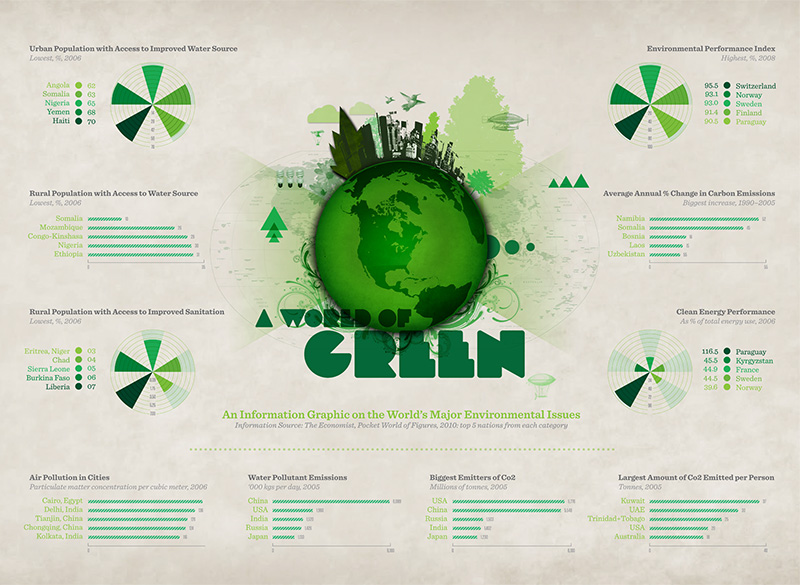 Urban Population with Access to Improved Water Source
Lowest, %, 2006
Angola 62
Somalia 63
Nigeria 65
Yemen 68
Haiti 70
Environmental Performance Index
Highest, %, 2008
95.5 Switzerland
93.1 Norway
93.0 Sweden
91.4 Finland
90.5 Paraguay
Rural Population with Access to Water Source
Lowest, %, 2006
Somalia
Mozambique
Congo-Kinshasa
Nigeria
Ethiopia
Average Annual % Change in Carbon Emissions
Biggest increase, 1990-2005
Namibia
Somalia
Bosnia
Laos
Uzbekistan
Rural Population with Access to Improved Sanitation
Lowest, %, 2006
Eritrea, Niger 03
Chad 04
Sierra Leone 05
Burkina Faso 06
Liberia 07
A WORLD OF
GREEN
Clean Energy Performance
As % of total energy use, 2006
116.5 Paraguay
45.5 Kyrgyzstan
44.9 France
44.5 Sweden
39.6 Norway
An Information Graphic on the World's Major Environmental Issues
Information Source: The Economist, Pocket World of Figures, 2010: top 5 nations from each category
Air Pollution in Cities
Particulate matter concentration per cubic meter, 2006
Cairo, Egypt
Delhi, India
Tianjin, China
Chongqing, China
Kolkata, India
Water Pollutant Emissions
'000 kgs per day, 2005
China
USA
India
Russia
Japan
Biggest Emitters of Co2
Millions of tonnes, 2005
USA
China
Russia
India
Japan
Largest Amount of Co2 Emitted per Person
Tonnes, 2005
Kuwait
UAE
Trinidad+Tobago
USA
Australia